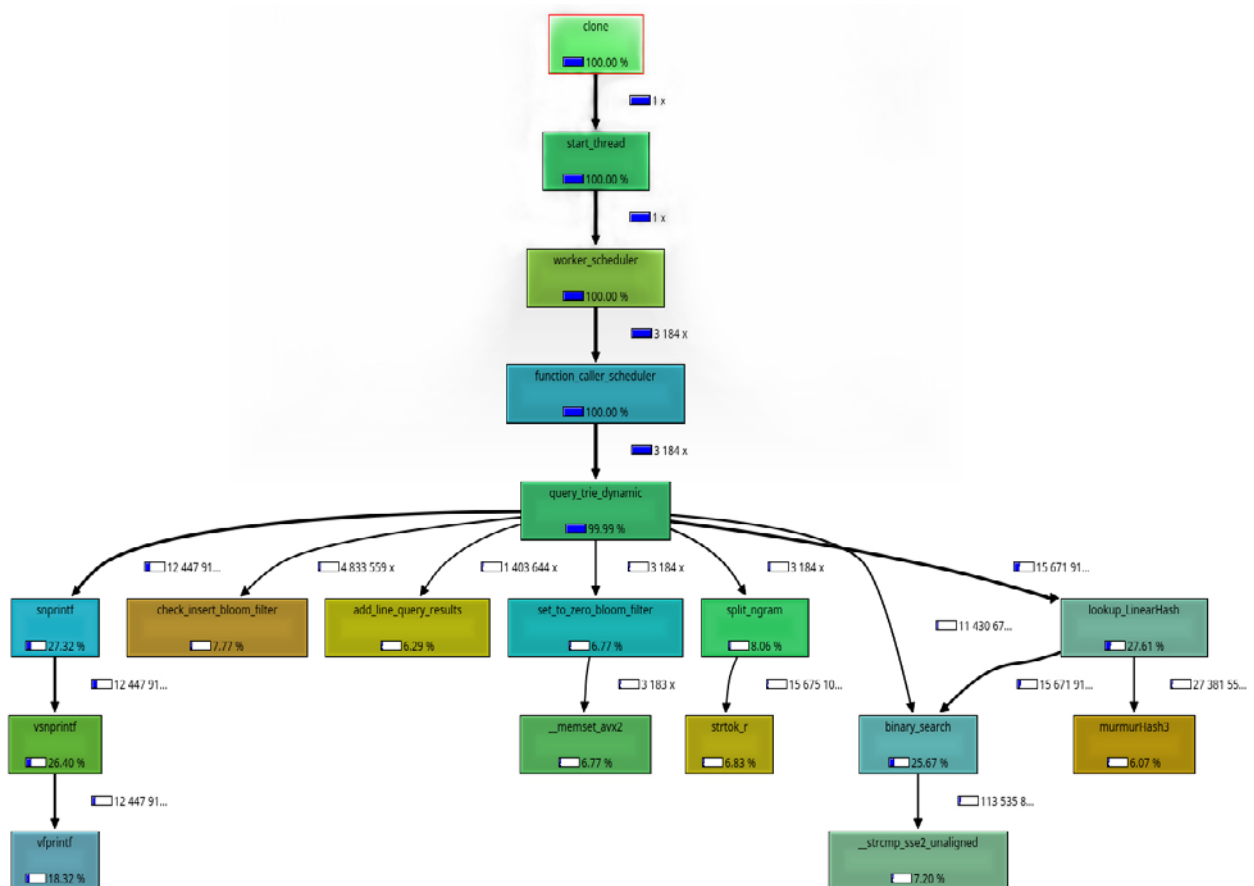 clone
100.00 %
1 x
start_thread
100.00 %
1 x
worker_scheduler
100.00 %
3 184 x
function_caller_scheduler
100.00 %
3 184 x
query_trie_dynamic
99.99 %
12 447 91...
4 833 559 x
1 403 644 x
3 184 x
3 184 x
15 671 91...
snprintf
27.32 %
check_insert_bloom_filter
7.77 %
add_line_query_results
6.29 %
set_to_zero_bloom_filter
6.77 %
split_ngram
8.06 %
11 430 67...
lookup_LinearHash
27.61 %
12 447 91...
3 183 x
15 675 10...
15 671 91...
27 381 55...
vsnprintf
26.40 %
__memset_avx2
6.77 %
strtok_r
6.83 %
binary_search
25.67 %
murmurHash3
6.07 %
12 447 91...
113 535 8...
vfprintf
18.32 %
__strcmp_sse2_unaligned
7.20 %